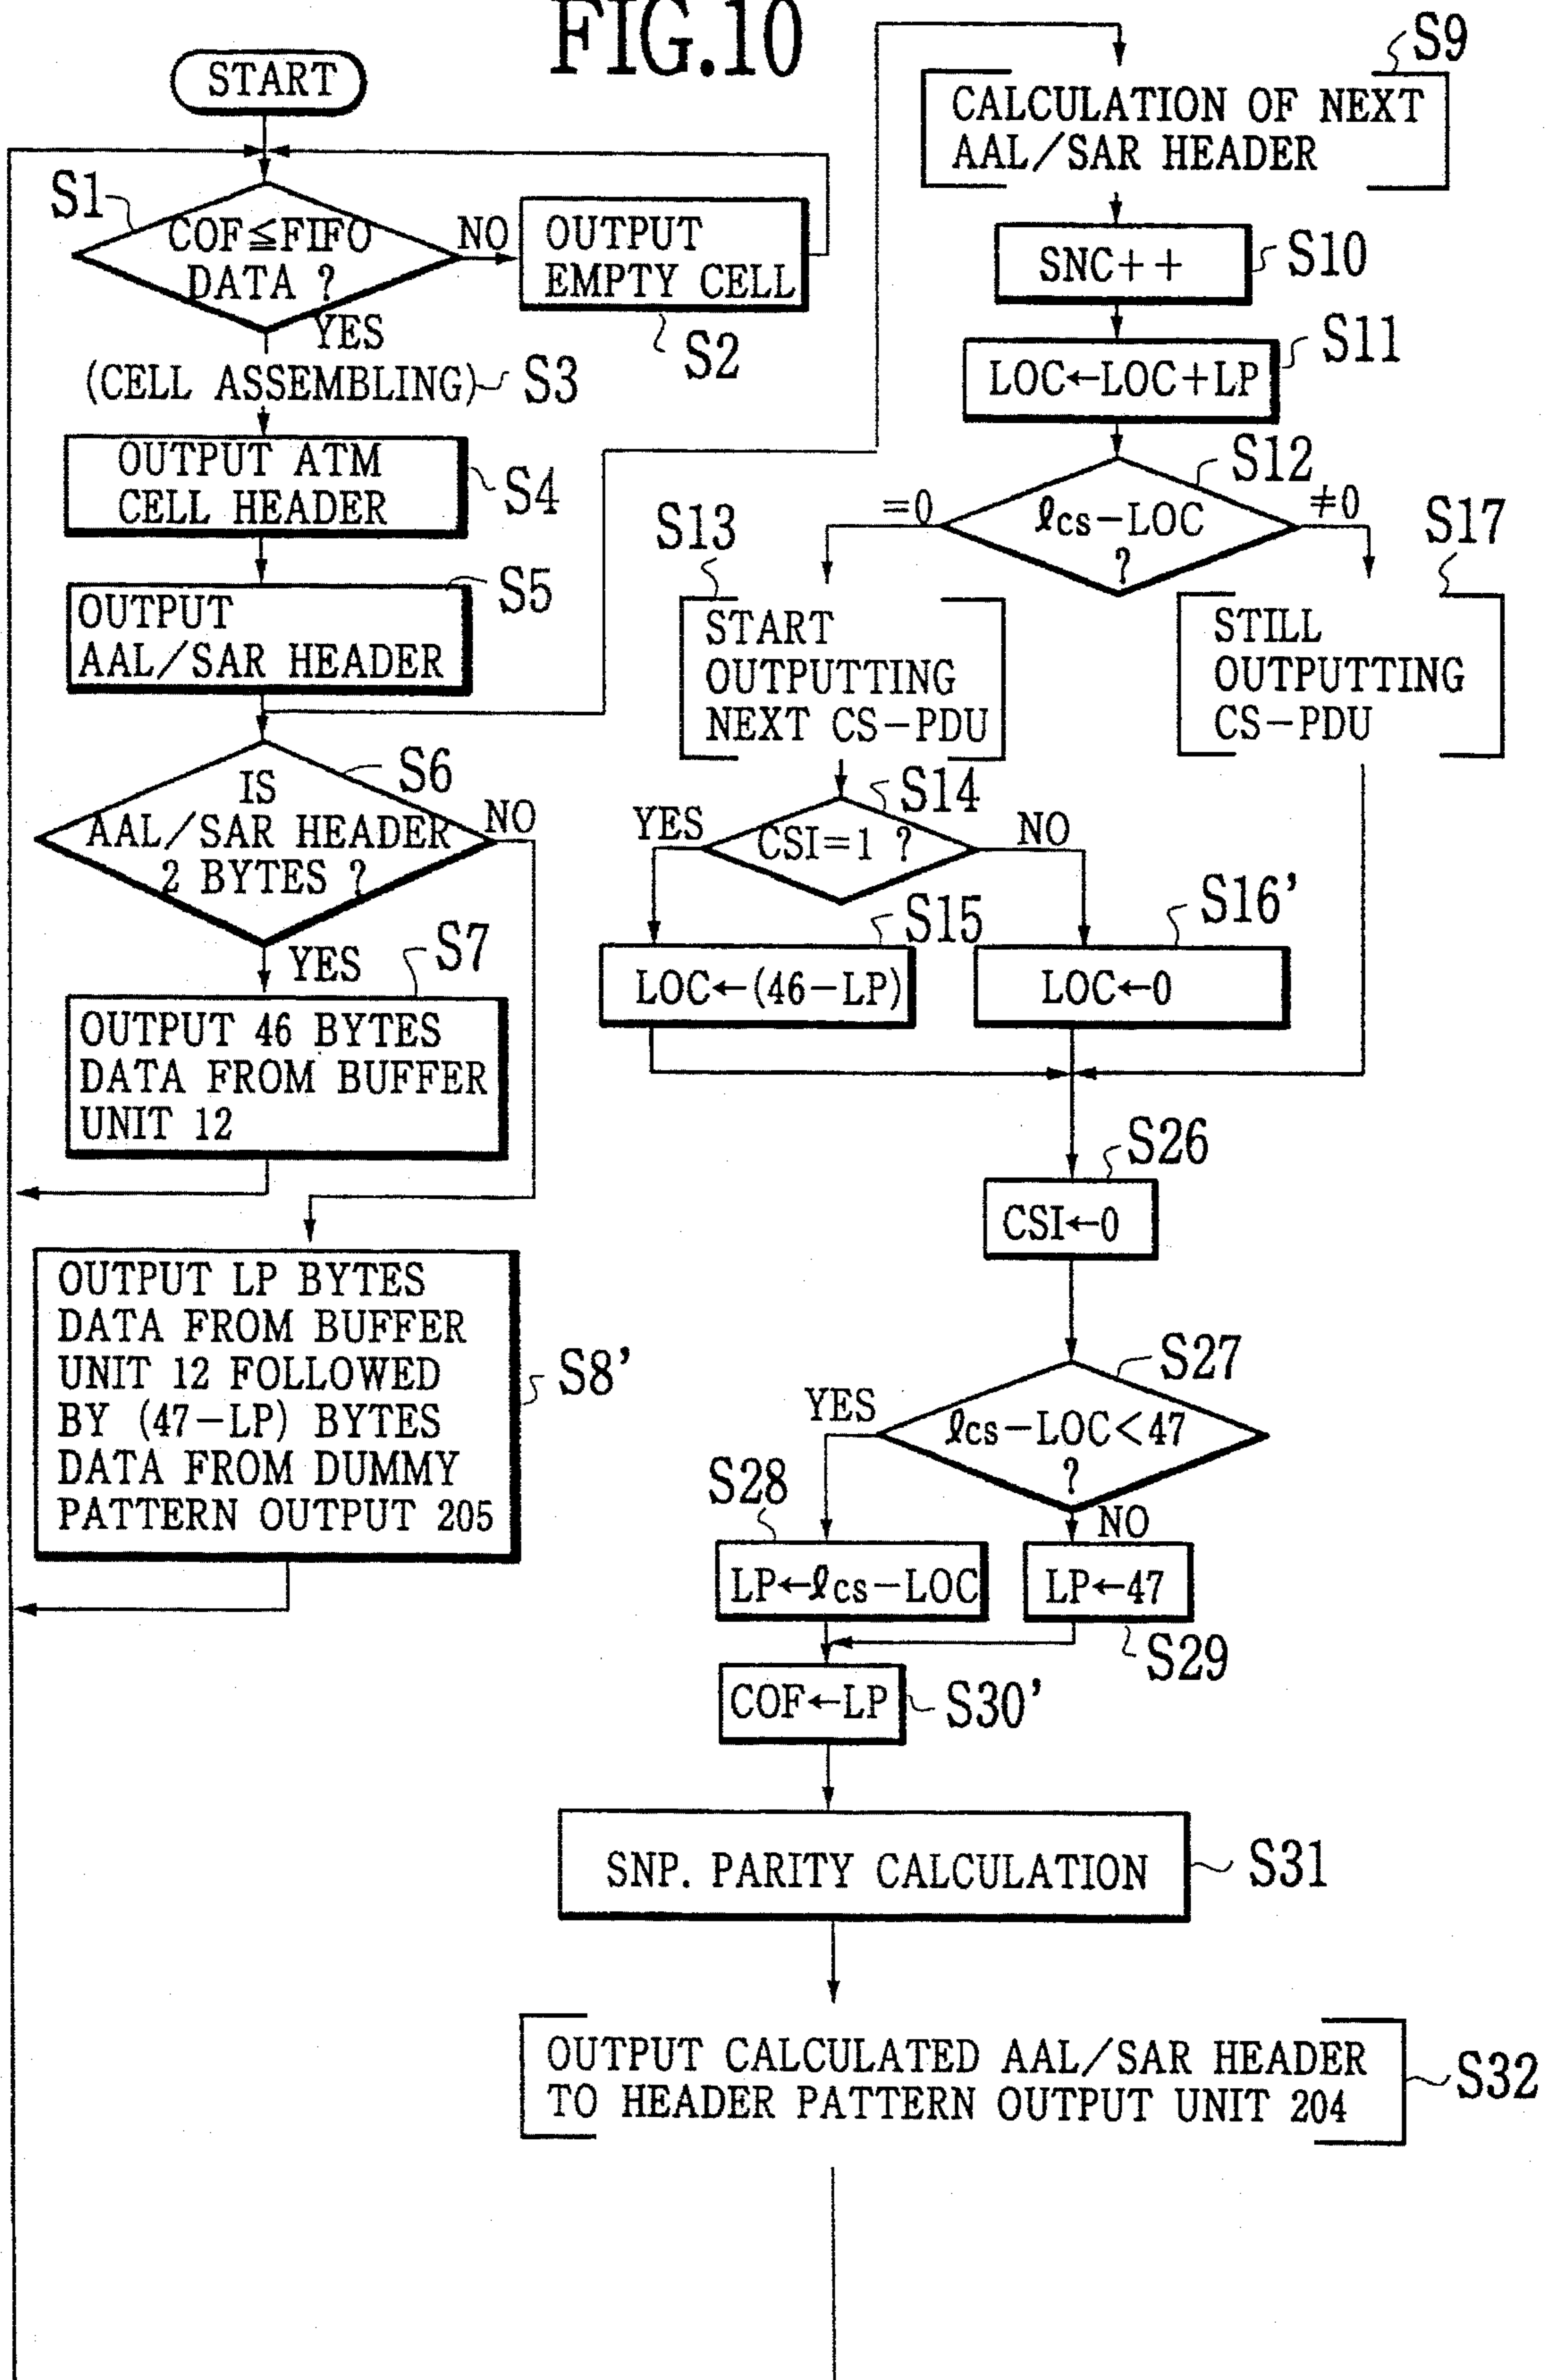 FIG.10
START
S1
COF≦FIFO
DATA ?
NO
OUTPUT
EMPTY CELL
S2
YES
(CELL ASSEMBLING)
S3
OUTPUT ATM
CELL HEADER
S4
OUTPUT
AAL/SAR HEADER
S5
IS
AAL/SAR HEADER
2 BYTES ?
S6
NO
YES
S7
OUTPUT 46 BYTES
DATA FROM BUFFER
UNIT 12
OUTPUT LP BYTES
DATA FROM BUFFER
UNIT 12 FOLLOWED
BY (47-LP) BYTES
DATA FROM DUMMY
PATTERN OUTPUT 205
S8'
S9
CALCULATION OF NEXT
AAL/SAR HEADER
SNC++
S10
LOC←LOC+LP
S11
S12
ℓcs-LOC
?
=0
≠0
S13
START
OUTPUTTING
NEXT CS-PDU
S17
STILL
OUTPUTTING
CS-PDU
S14
CSI=1 ?
YES
NO
S15
LOC←(46-LP)
S16'
LOC←0
S26
CSI←0
S27
ℓcs-LOC<47
?
YES
NO
S28
LP←ℓcs-LOC
LP←47
S29
COF←LP
S30'
SNP. PARITY CALCULATION
S31
OUTPUT CALCULATED AAL/SAR HEADER
TO HEADER PATTERN OUTPUT UNIT 204
S32